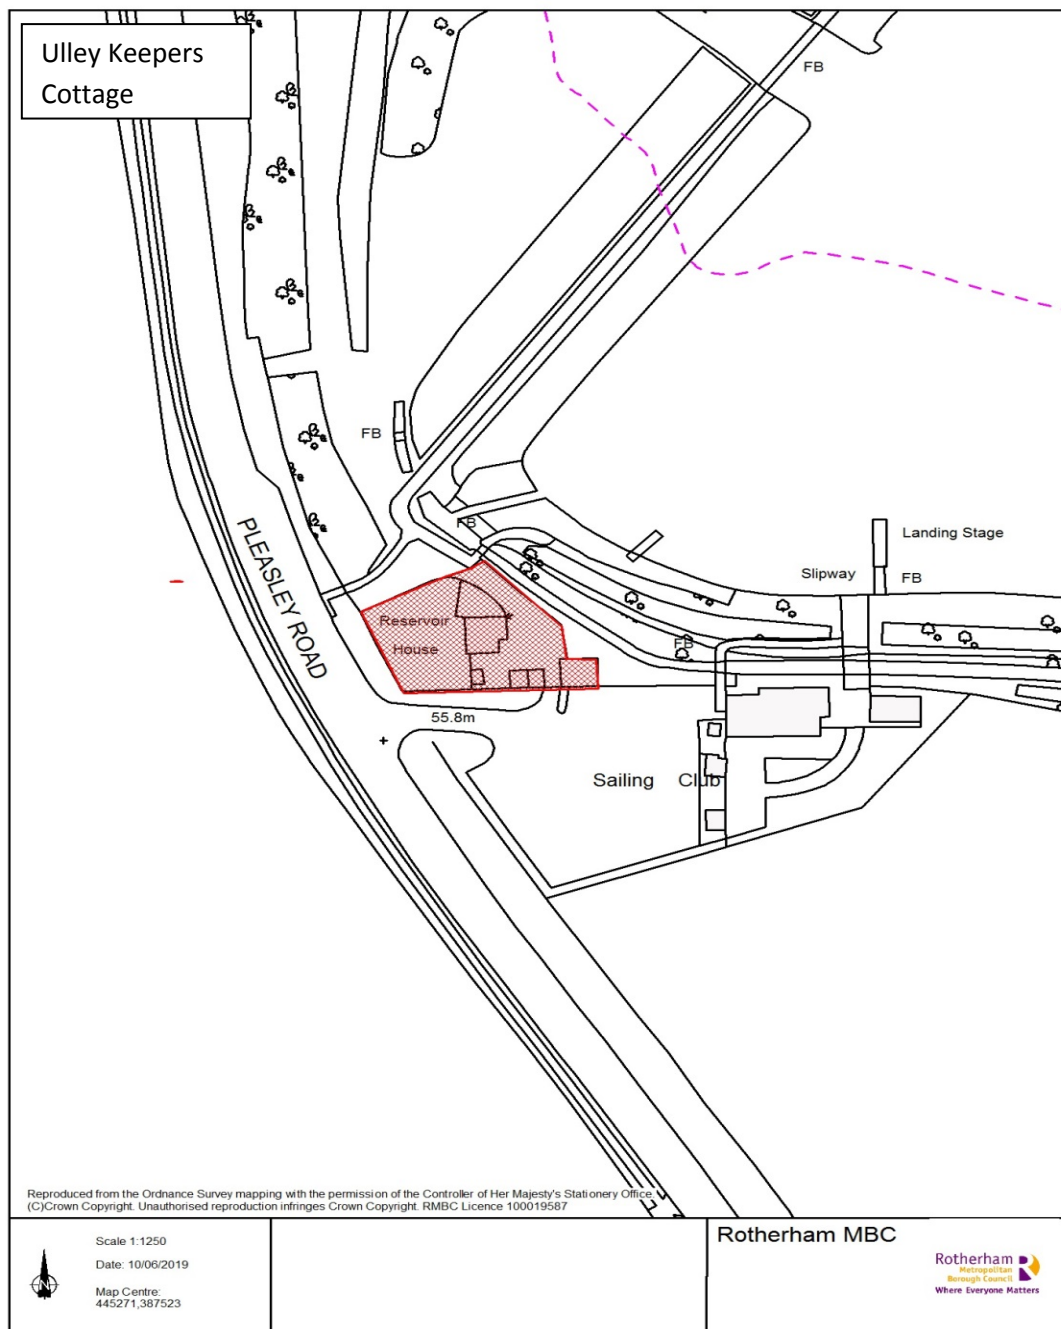 Ulley Keepers
Cottage
FB
FB
PLEASLEY ROAD
FB
Landing Stage
Slipway
FB
Reservoir
House
FB
55.8m
Sailing Club
Reproduced from the Ordnance Survey mapping with the permission of the Controller of Her Majesty's Stationery Office.
(C)Crown Copyright. Unauthorised reproduction infringes Crown Copyright. RMBC Licence 100019587
Scale 1:1250
Date: 10/06/2019
Map Centre:
445271,387523
Rotherham MBC
Rotherham
Metropolitan
Borough Council
Where Everyone Matters